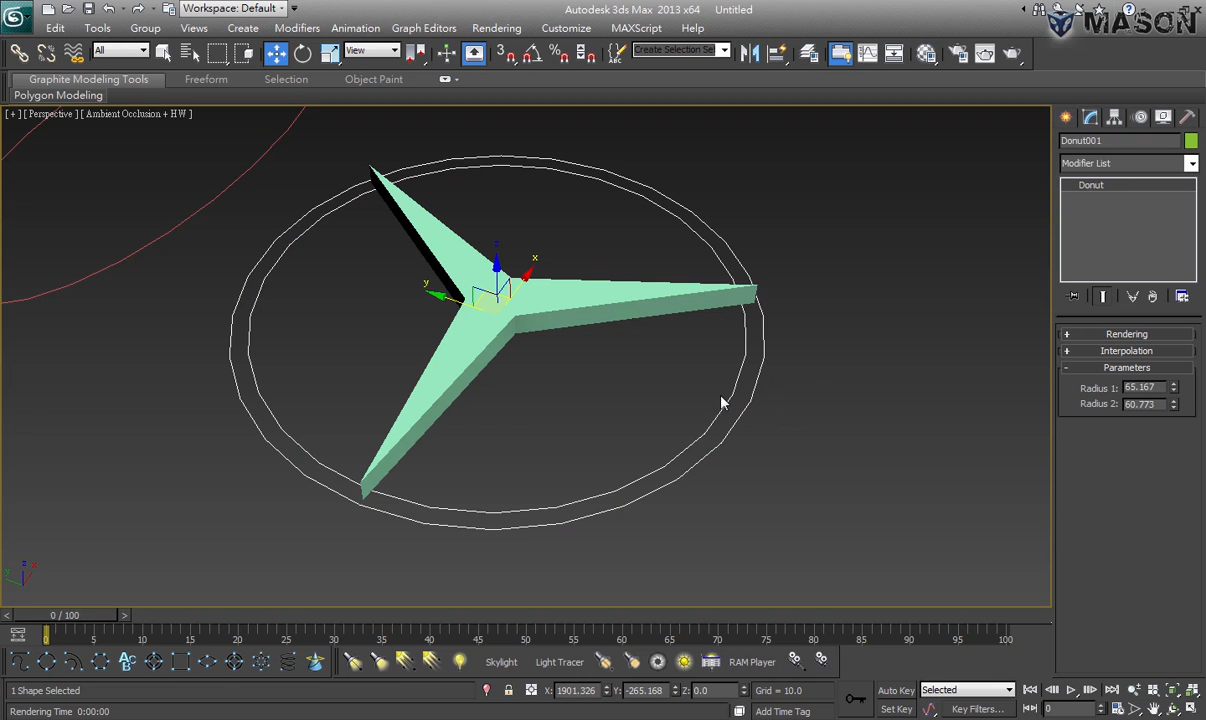 Workspace: Default
Autodesk 3ds Max 2013 x64 Untitled
MASON
Edit Tools Group Views Create Modifiers Animation Graph Editors Rendering Customize MAXScript Help
All View Create Selection Se
Graphite Modeling Tools Freeform Selection Object Paint
Polygon Modeling
[ + ] [ Perspective ] [ Ambient Occlusion + HW ]
Donut001
Modifier List
Donut
z
x
y
- Parameters
+ Rendering
+ Interpolation
Radius 1: 65.167
Radius 2: 60.773
z x
y
< 0 / 100 >
0 5 10 15 20 25 30 35 40 45 50 55 60 65 70 75 80 85 90 95 100
Skylight Light Tracer RAM Player
1 Shape Selected X: 1901.326 Y: -265.168 Z: 0.0 Grid = 10.0 Auto Key Selected
Rendering Time 0:00:00 Add Time Tag Set Key Key Filters... 0